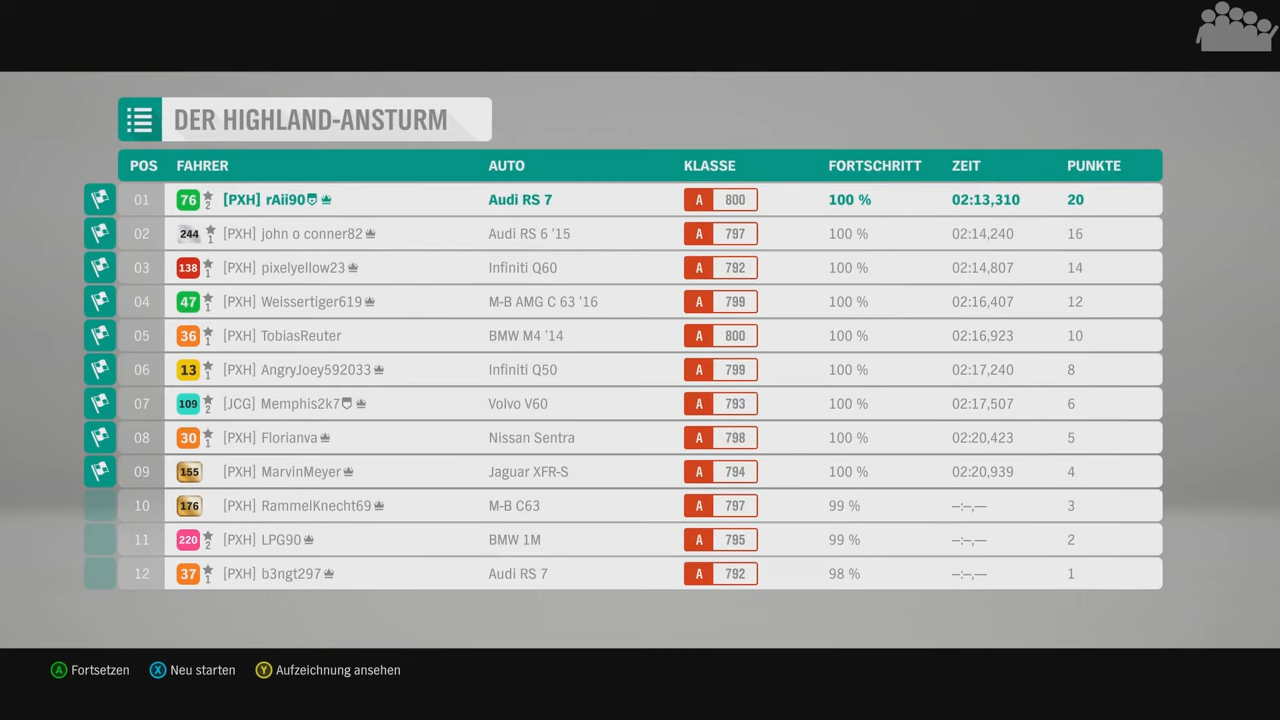 DER HIGHLAND-ANSTURM
POS FAHRER AUTO KLASSE FORTSCHRITT ZEIT PUNKTE
01 76 2 [PXH] rAii90 Audi RS 7 A 800 100 % 02:13,310 20
02 244 1 [PXH] john o conner82 Audi RS 6 '15 A 797 100 % 02:14,240 16
03 138 1 [PXH] pixelyellow23 Infiniti Q60 A 792 100 % 02:14,807 14
04 47 1 [PXH] Weissertiger619 M-B AMG C 63 '16 A 799 100 % 02:16,407 12
05 36 1 [PXH] TobiasReuter BMW M4 '14 A 800 100 % 02:16,923 10
06 13 1 [PXH] AngryJoey592033 Infiniti Q50 A 799 100 % 02:17,240 8
07 109 2 [JCG] Memphis2k7 Volvo V60 A 793 100 % 02:17,507 6
08 30 1 [PXH] Florianva Nissan Sentra A 798 100 % 02:20,423 5
09 155 [PXH] MarvinMeyer Jaguar XFR-S A 794 100 % 02:20,939 4
10 176 [PXH] RammelKnecht69 M-B C63 A 797 99 % –:–,–– 3
11 220 2 [PXH] LPG90 BMW 1M A 795 99 % –:–,–– 2
12 37 1 [PXH] b3ngt297 Audi RS 7 A 792 98 % –:–,–– 1
A Fortsetzen X Neu starten Y Aufzeichnung ansehen